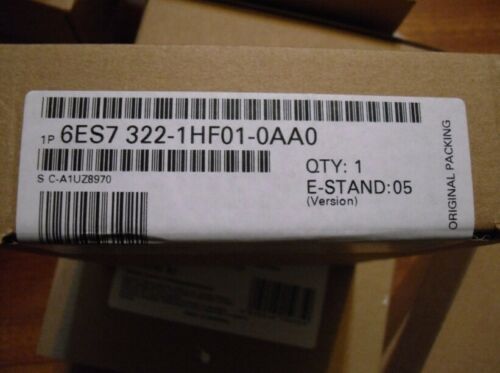 1P 6ES7 322-1HF01-0AA0
S C-A1UZ8970
QTY: 1
E-STAND:05
(Version)
ORIGINAL PACKING